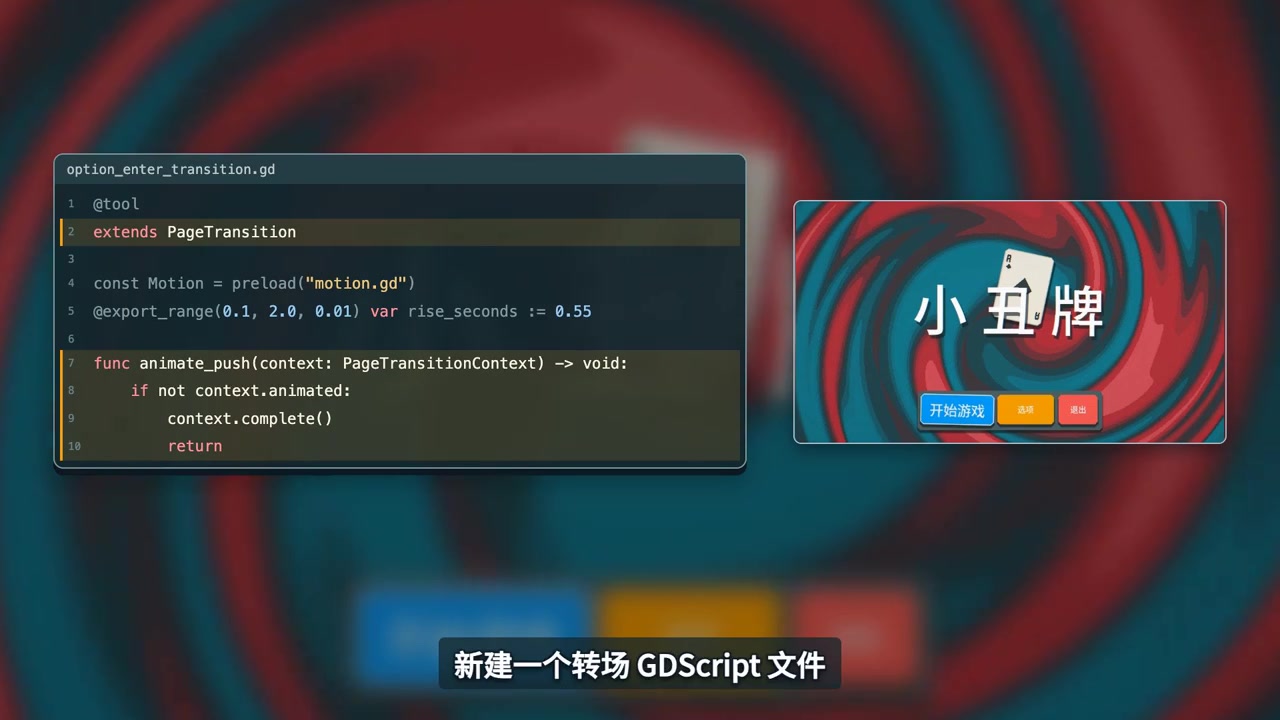 option_enter_transition.gd
1 @tool
2 extends PageTransition
3
4 const Motion = preload("motion.gd")
5 @export_range(0.1, 2.0, 0.01) var rise_seconds := 0.55
6
7 func animate_push(context: PageTransitionContext) -> void:
8     if not context.animated:
9         context.complete()
10         return
A
小丑牌
A
开始游戏 选项 退出
新建一个转场 GDScript 文件